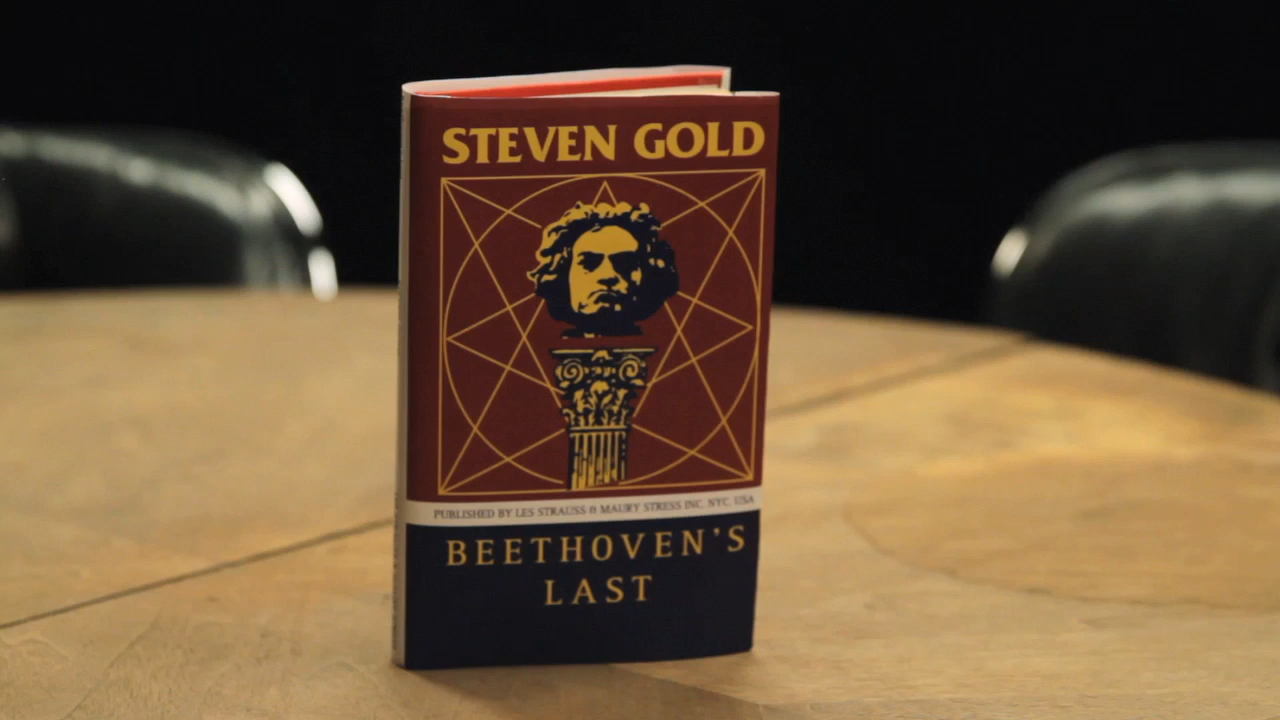 STEVEN GOLD
PUBLISHED BY LES STRAUSS & MAURY STRESS INC. NYC, USA
BEETHOVEN'S
LAST